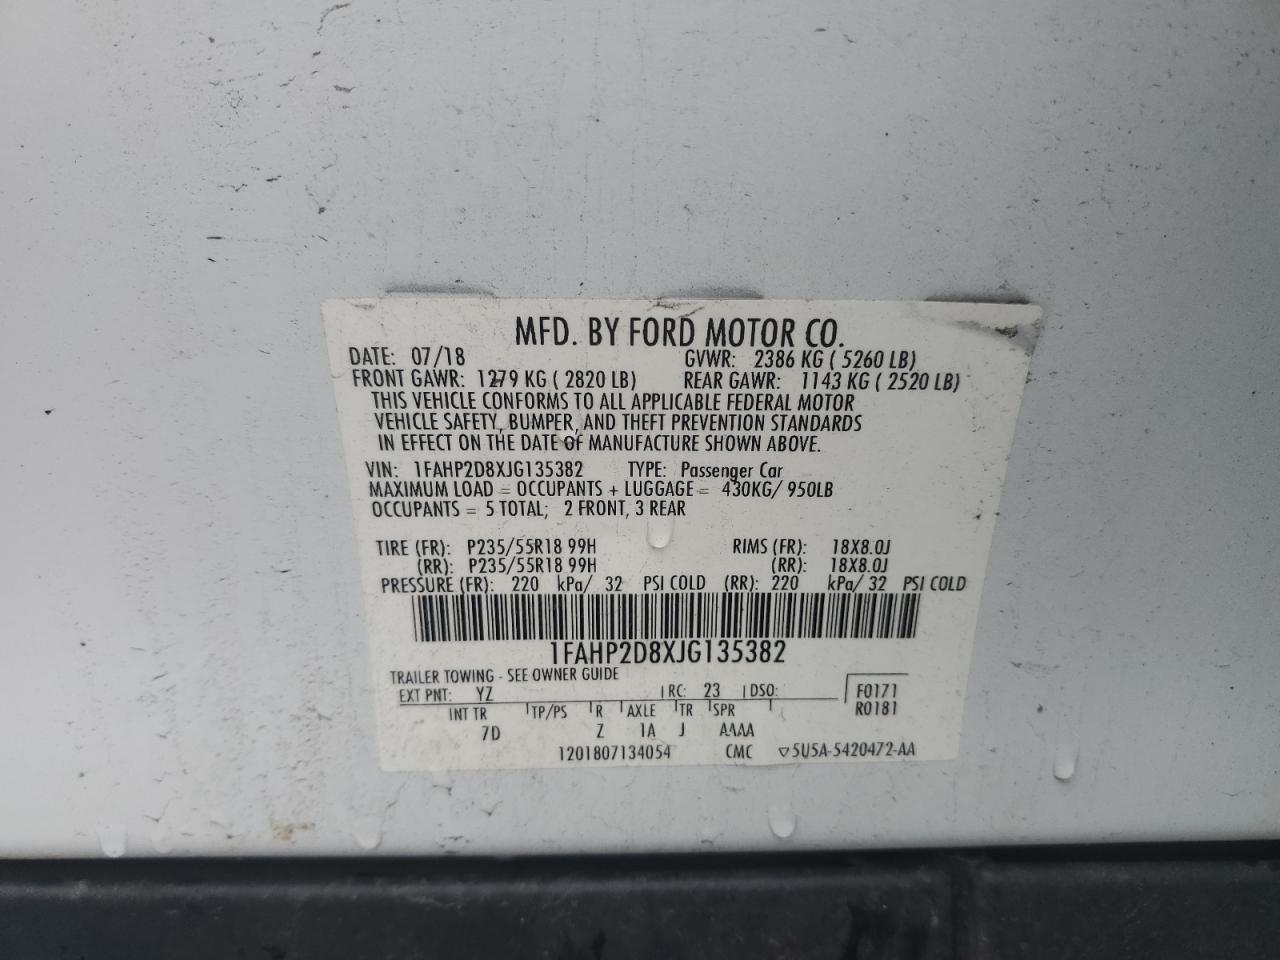 MFD. BY FORD MOTOR CO.
DATE: 07/18 GVWR: 2386 KG ( 5260 LB)
FRONT GAWR: 1279 KG ( 2820 LB) REAR GAWR: 1143 KG ( 2520 LB)
THIS VEHICLE CONFORMS TO ALL APPLICABLE FEDERAL MOTOR
VEHICLE SAFETY, BUMPER, AND THEFT PREVENTION STANDARDS
IN EFFECT ON THE DATE OF MANUFACTURE SHOWN ABOVE.
VIN: 1FAHP2D8XJG135382 TYPE: Passenger Car
MAXIMUM LOAD = OCCUPANTS + LUGGAGE = 430KG/ 950LB
OCCUPANTS = 5 TOTAL; 2 FRONT, 3 REAR
TIRE (FR): P235/55R18 99H RIMS (FR): 18X8.0J
(RR): P235/55R18 99H (RR): 18X8.0J
PRESSURE (FR): 220 kPa/ 32 PSI COLD (RR): 220 kPa/ 32 PSI COLD
1FAHP2D8XJG135382
TRAILER TOWING - SEE OWNER GUIDE
EXT PNT: YZ RC: 23 DSO: F0171
R0181
INT TR TP/PS R AXLE TR SPR
7D Z 1A J AAAA
1201807134054 CMC ▽5U5A-5420472-AA